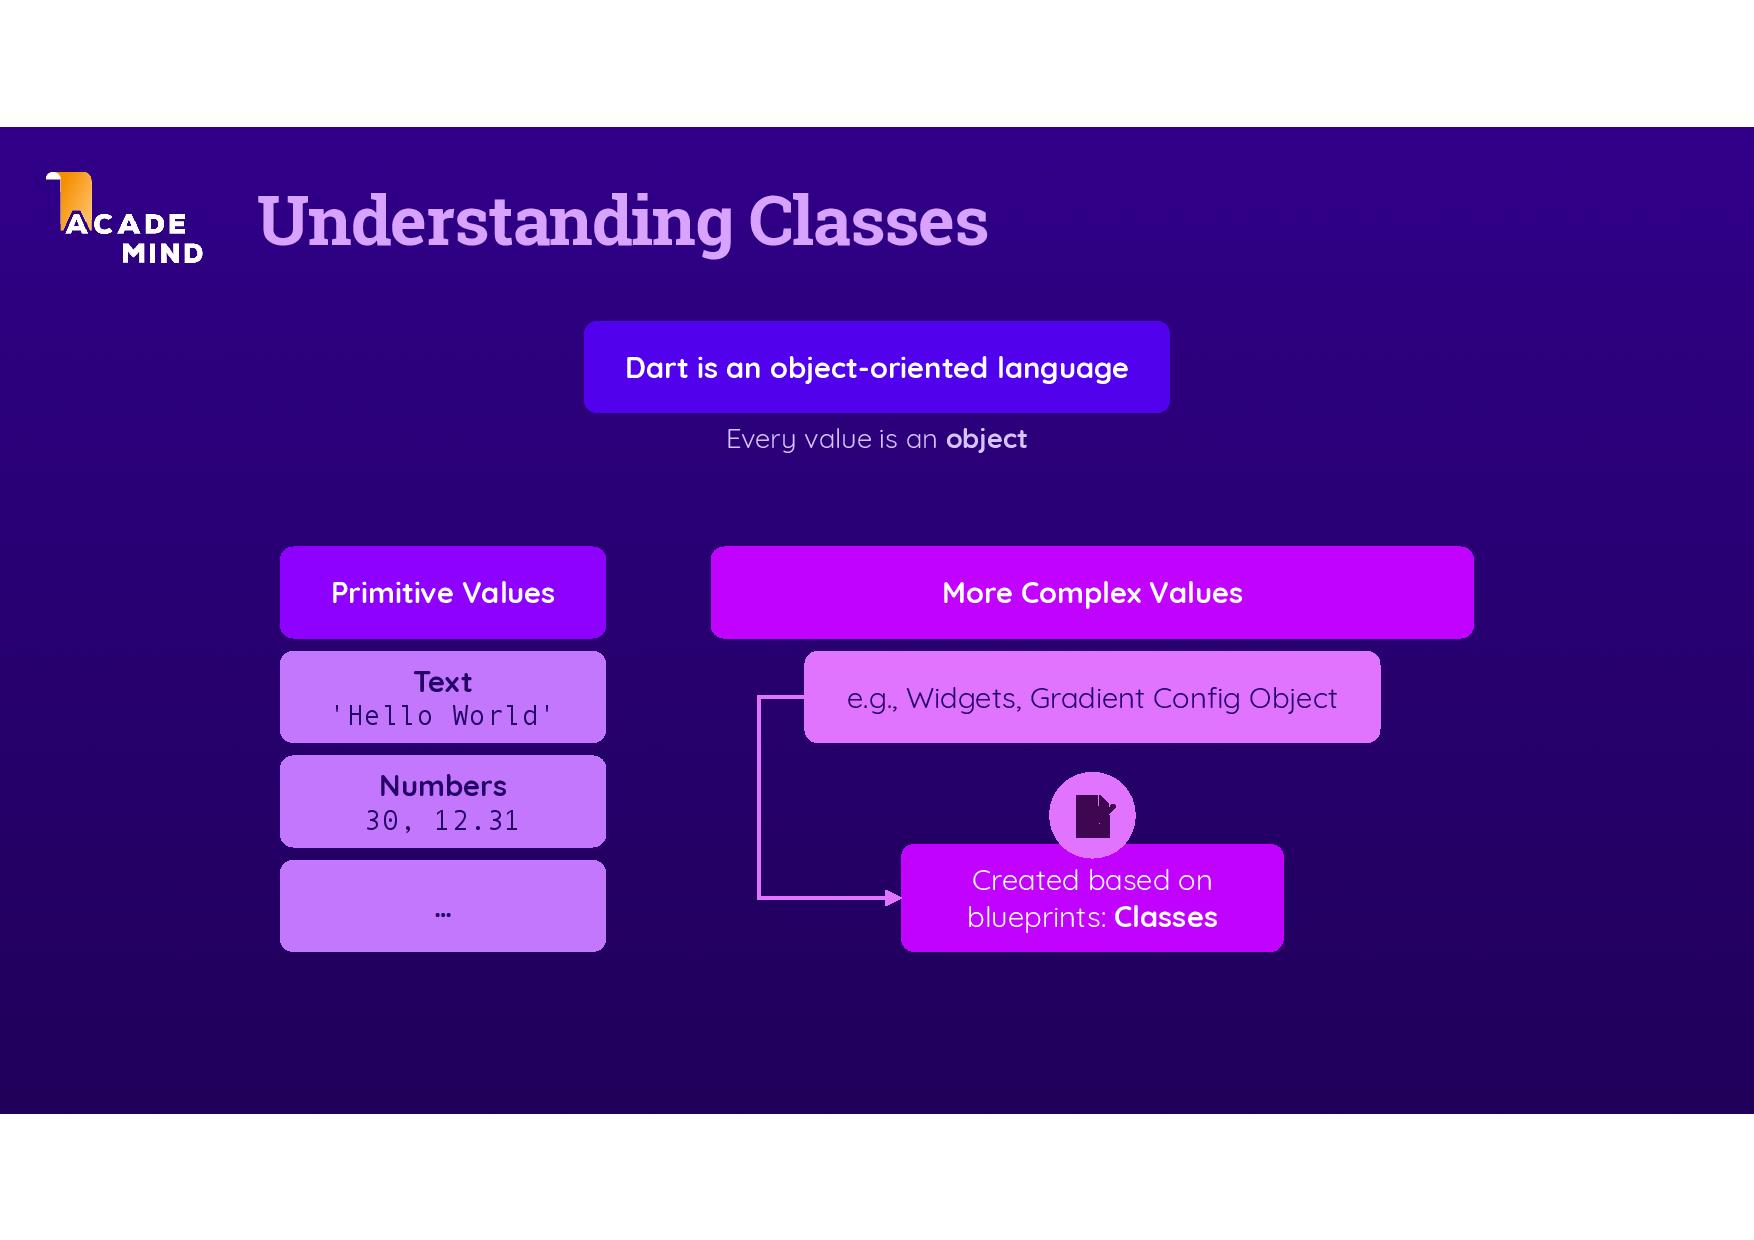 ACADE
MIND
Understanding Classes
Dart is an object-oriented language
Every value is an object
Primitive Values
Text
'Hello World'
Numbers
30, 12.31
…
More Complex Values
e.g., Widgets, Gradient Config Object
Created based on
blueprints: Classes